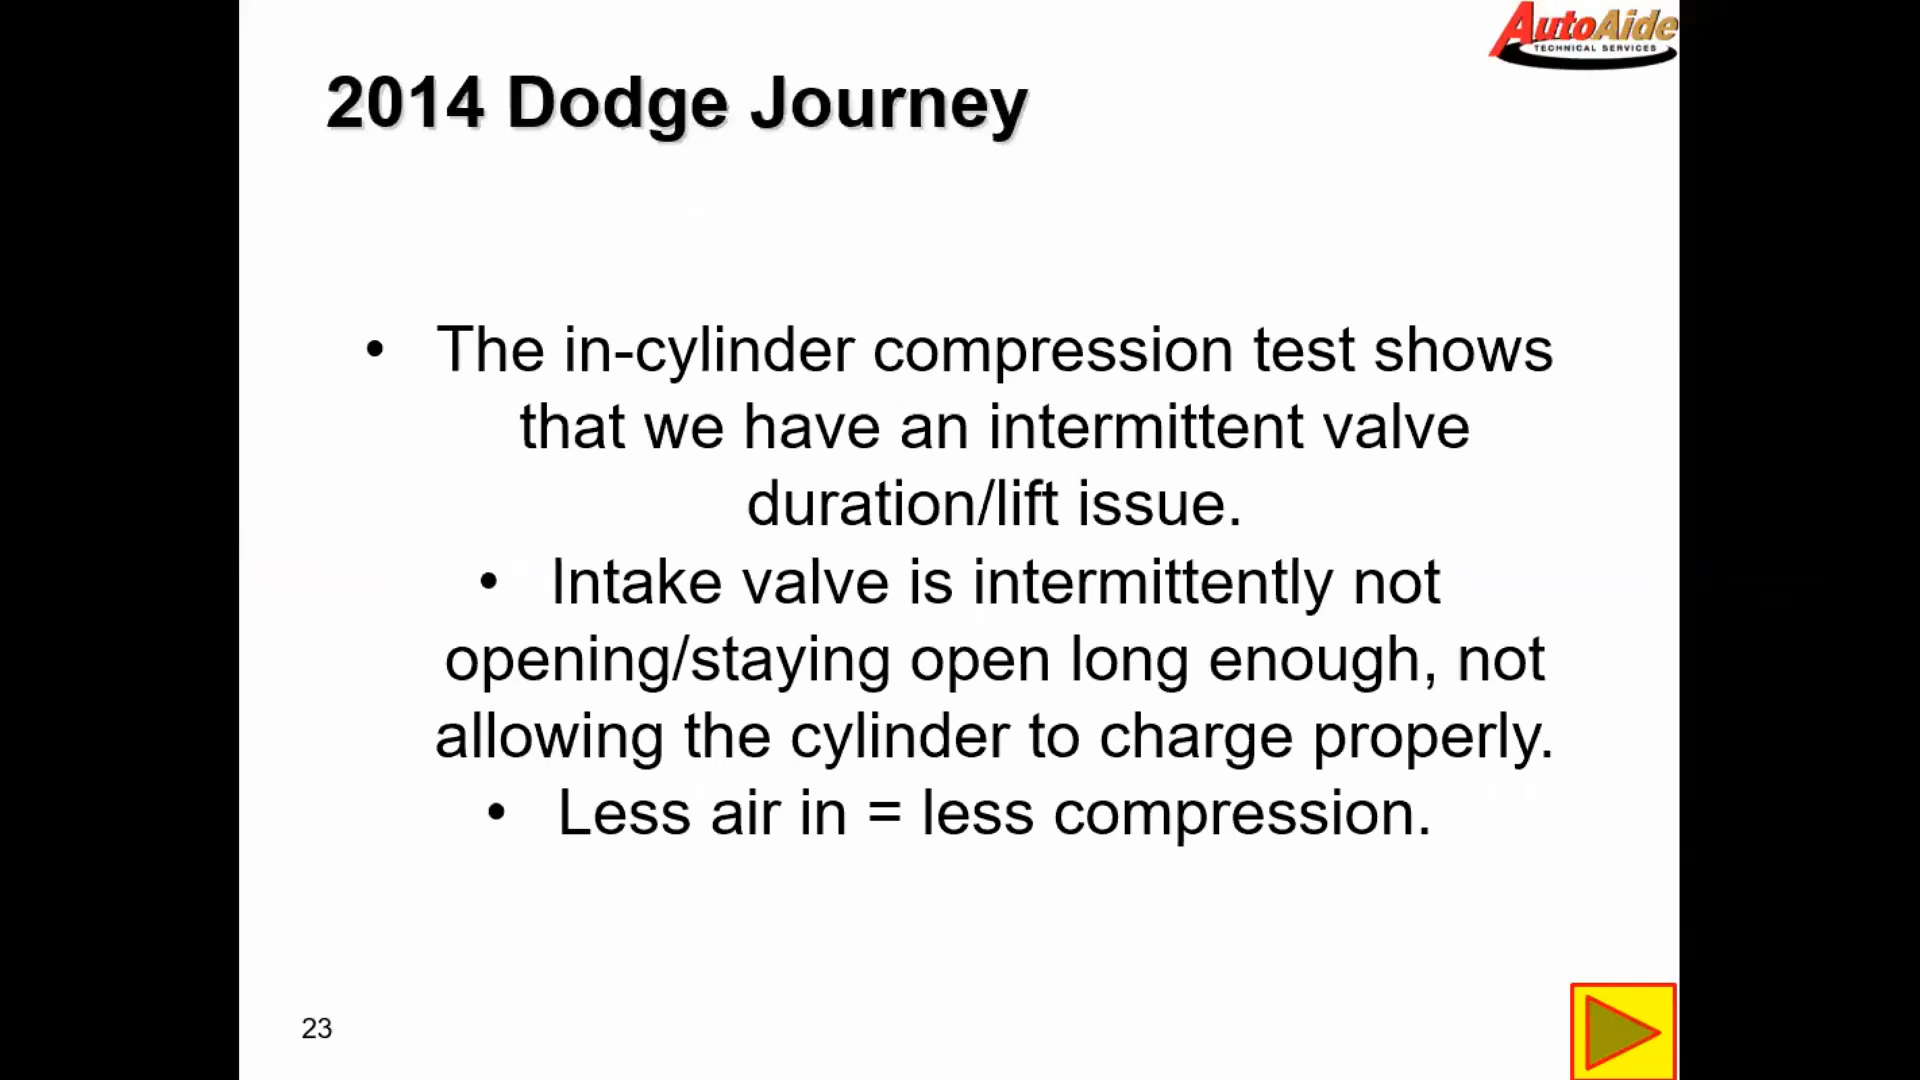 AutoAide
TECHNICAL SERVICES
2014 Dodge Journey
• The in-cylinder compression test shows
that we have an intermittent valve
duration/lift issue.
• Intake valve is intermittently not
opening/staying open long enough, not
allowing the cylinder to charge properly.
• Less air in = less compression.
23